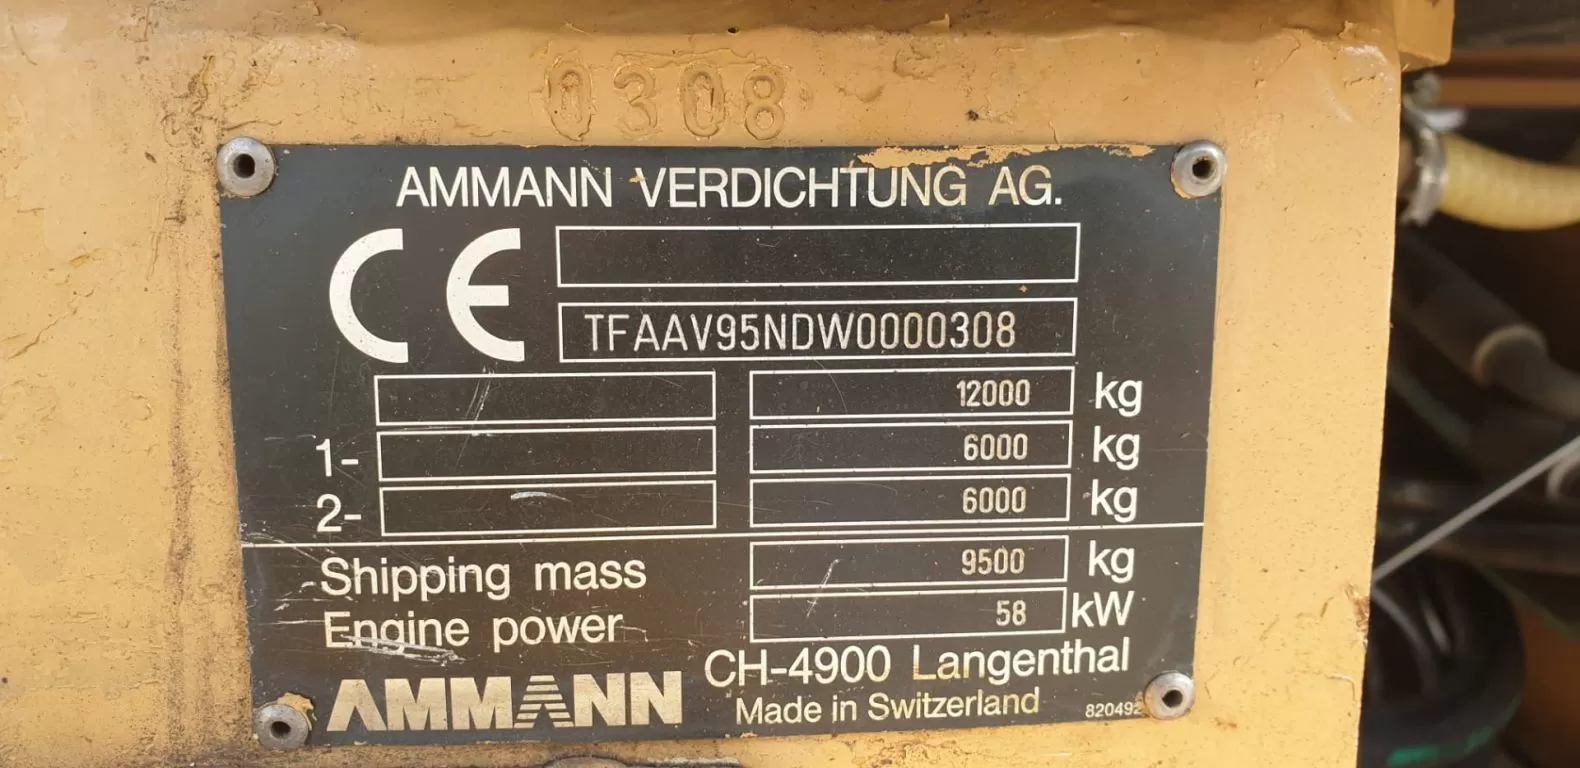 0308
AMMANN VERDICHTUNG AG.
CE
TFAAV95NDW0000308
12000 kg
1- 6000 kg
2- 6000 kg
Shipping mass 9500 kg
Engine power 58 kW
AMMANN CH-4900 Langenthal
Made in Switzerland 820492